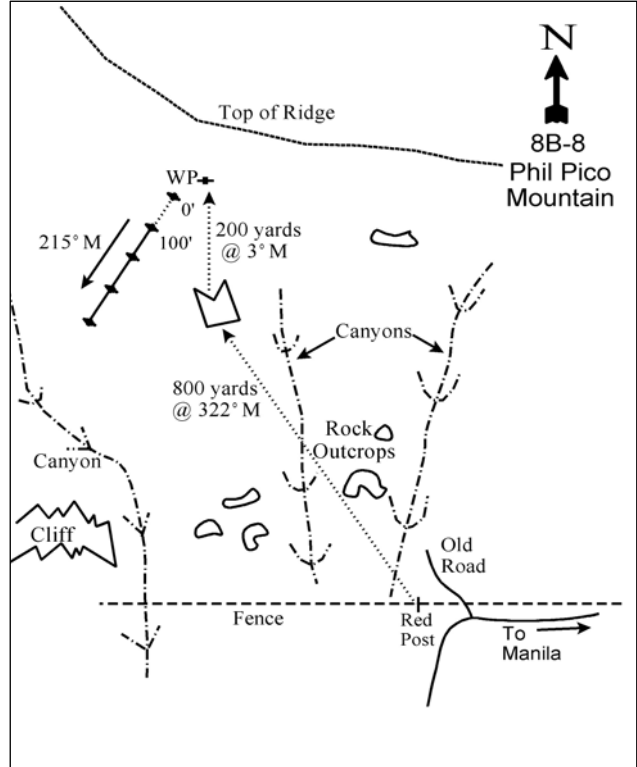 N
8B-8
Phil Pico
Mountain
Top of Ridge
WP
0'
100'
215° M
200 yards
@ 3° M
Canyons
800 yards
@ 322° M
Rock
Outcrops
Canyon
Cliff
Old
Road
Fence
Red
Post
To
Manila